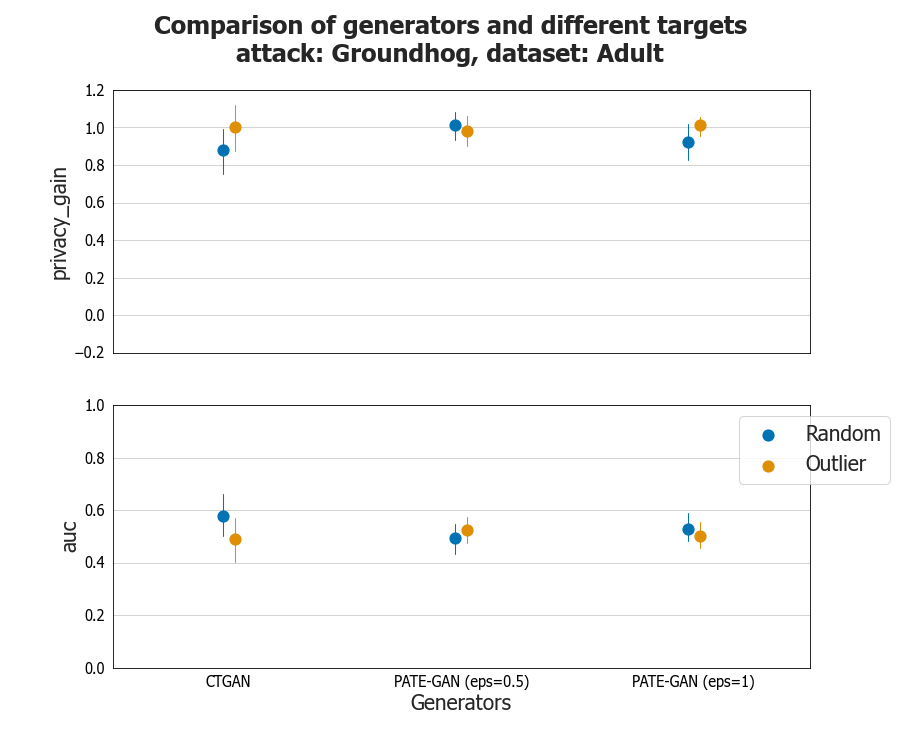 Comparison of generators and different targets
attack: Groundhog, dataset: Adult
1.2
1.0
0.8
0.6
0.4
0.2
0.0
−0.2
privacy_gain
1.0
0.8
0.6
0.4
0.2
0.0
auc
Random
Outlier
CTGAN
PATE-GAN (eps=0.5)
PATE-GAN (eps=1)
Generators